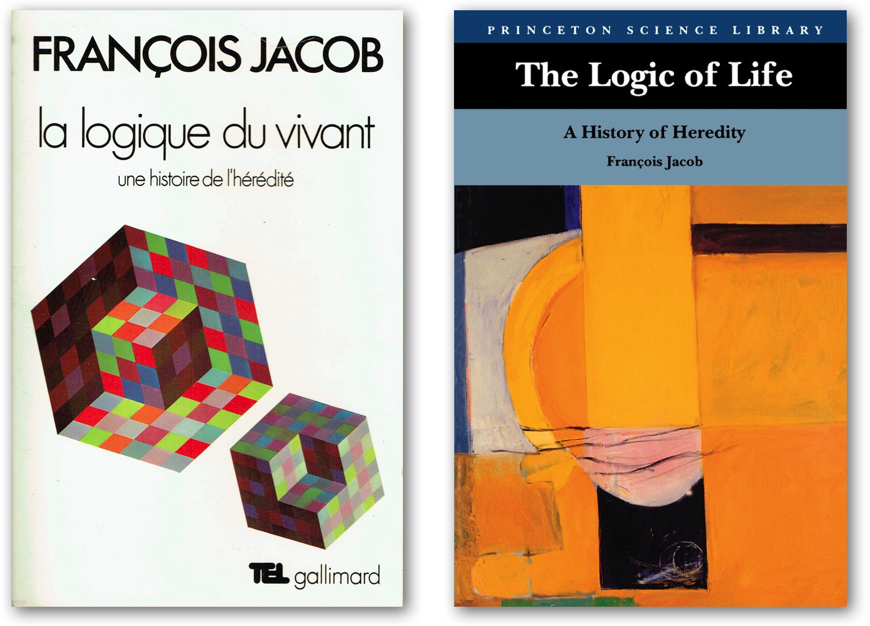 FRANÇOIS JACOB
la logique du vivant
une histoire de l'hérédité
TEL gallimard
PRINCETON SCIENCE LIBRARY
The Logic of Life
A History of Heredity
François Jacob